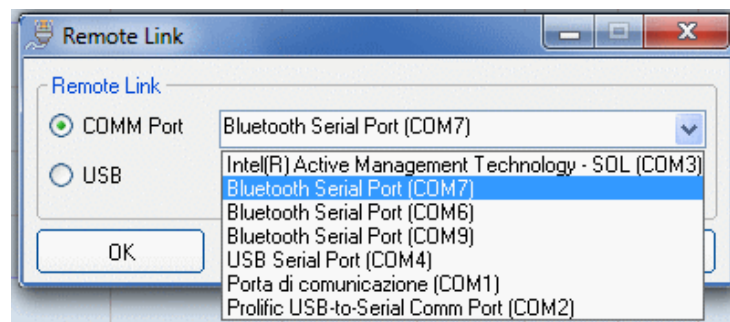 Remote Link
Remote Link
COMM Port
Bluetooth Serial Port (COM7)
USB
Intel(R) Active Management Technology - SOL (COM3)
Bluetooth Serial Port (COM7)
Bluetooth Serial Port (COM6)
Bluetooth Serial Port (COM9)
USB Serial Port (COM4)
Porta di comunicazione (COM1)
Prolific USB-to-Serial Comm Port (COM2)
OK